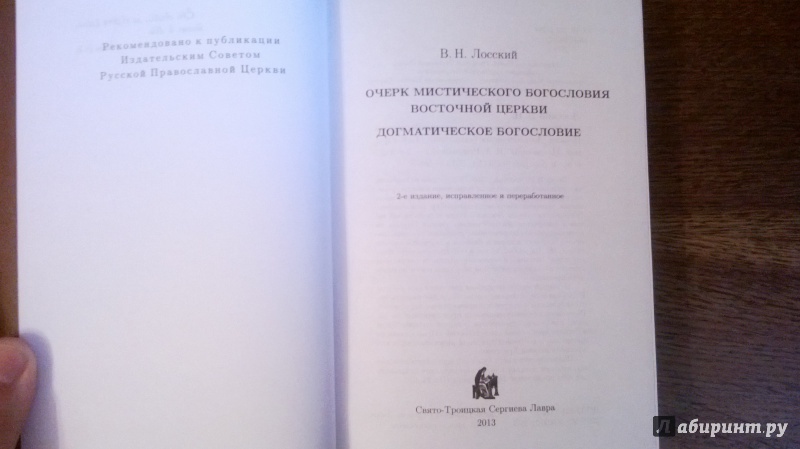 Рекомендовано к публикации
Издательским Советом
Русской Православной Церкви
В. Н. Лосский
ОЧЕРК МИСТИЧЕСКОГО БОГОСЛОВИЯ
ВОСТОЧНОЙ ЦЕРКВИ
ДОГМАТИЧЕСКОЕ БОГОСЛОВИЕ
2-е издание, исправленное и переработанное
Свято-Троицкая Сергиева Лавра
2013
Лабиринт.ру